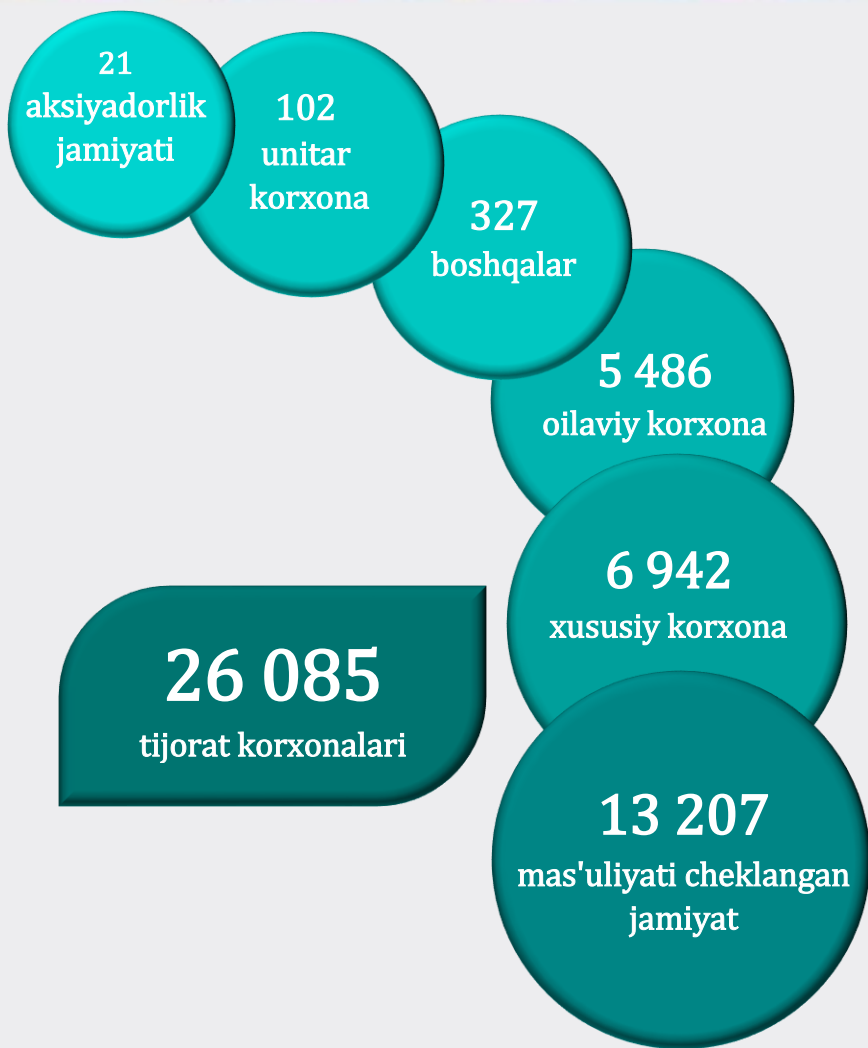 21
aksiyadorlik
jamiyati
102
unitar
korxona
327
boshqalar
5 486
oilaviy korxona
6 942
xususiy korxona
26 085
tijorat korxonalari
13 207
mas'uliyati cheklangan
jamiyat